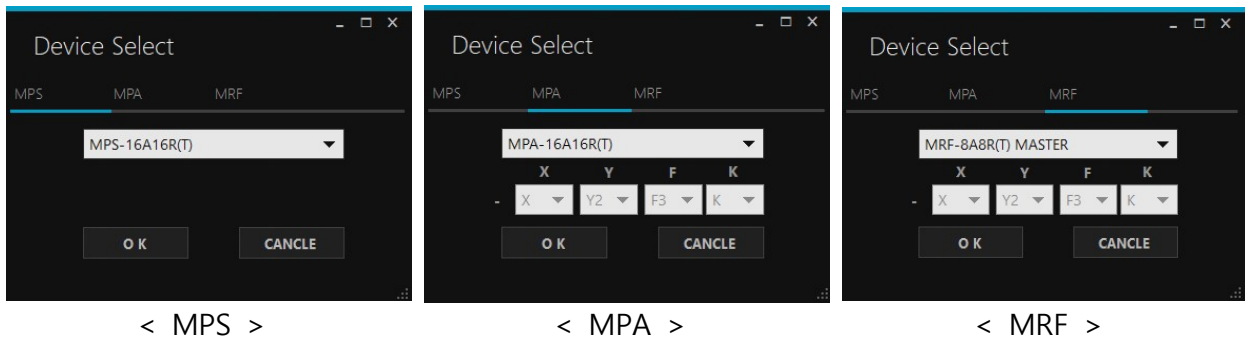 Device Select
MPS MPA MRF
MPS-16A16R(T)
O K CANCLE
< MPS >
Device Select
MPS MPA MRF
MPA-16A16R(T)
X Y F K
- X Y2 F3 K
O K CANCLE
< MPA >
Device Select
MPS MPA MRF
MRF-8A8R(T) MASTER
X Y F K
- X Y2 F3 K
O K CANCLE
< MRF >